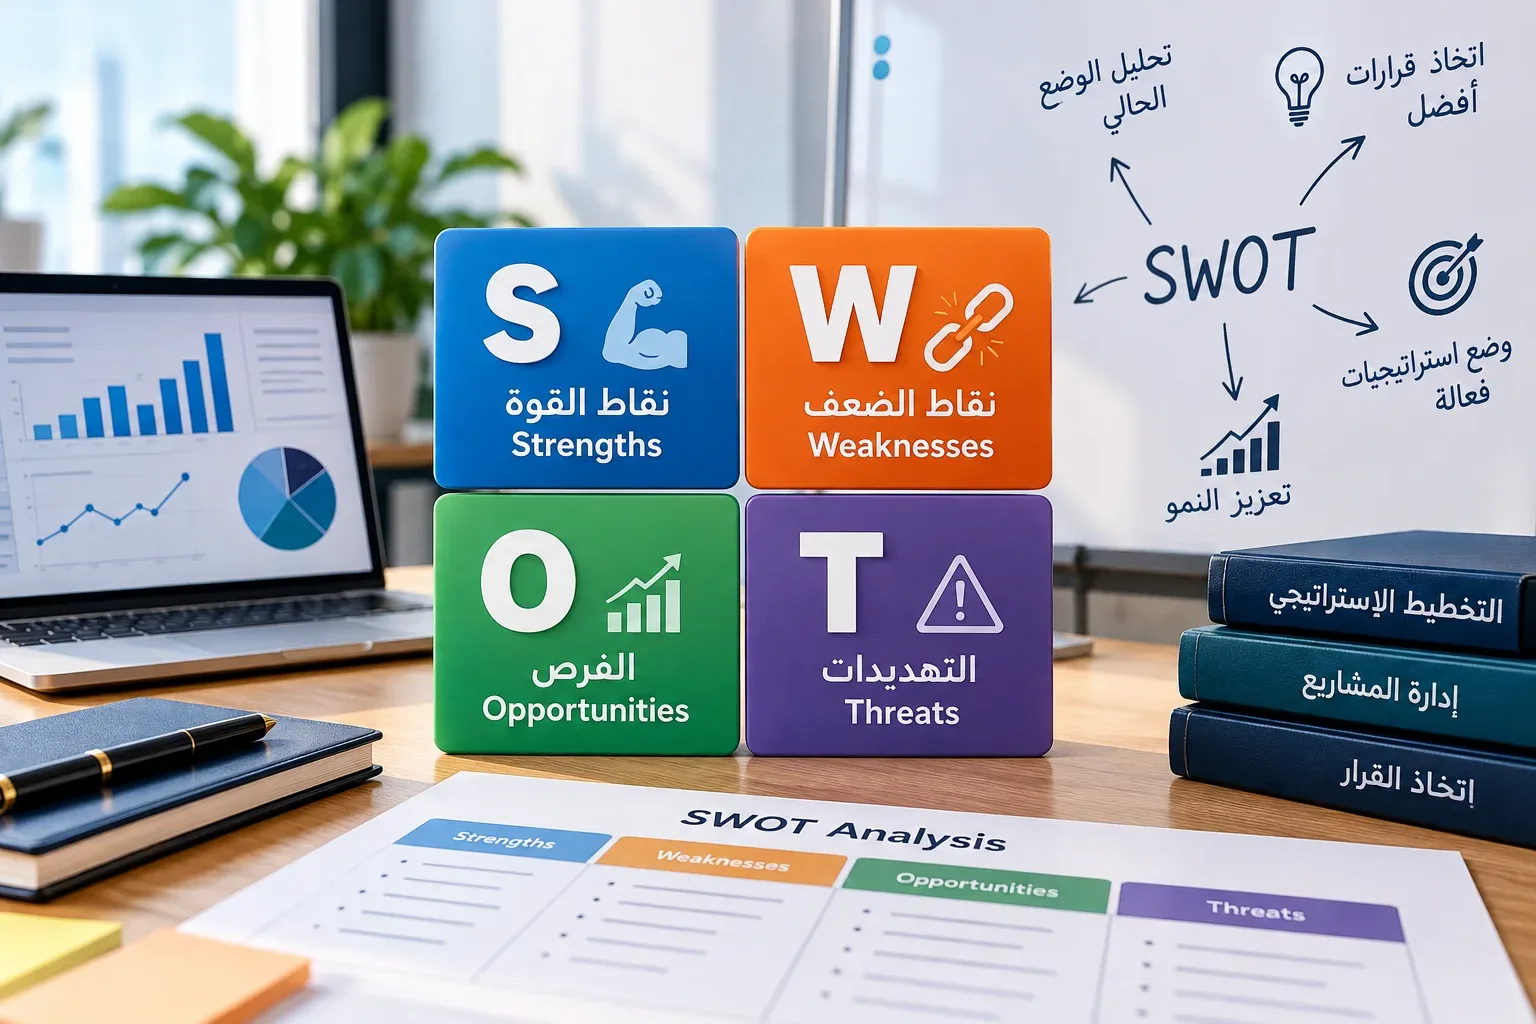 S
نقاط القوة
Strengths
W
نقاط الضعف
Weaknesses
O
الفرص
Opportunities
T
التهديدات
Threats
تحليل الوضع
الحالي
اتخاذ قرارات
أفضل
SWOT
وضع استراتيجيات
فعالة
تعزيز النمو
التخطيط الإستراتيجي
إدارة المشاريع
إتخاذ القرار
SWOT Analysis
Strengths
Weaknesses
Opportunities
Threats